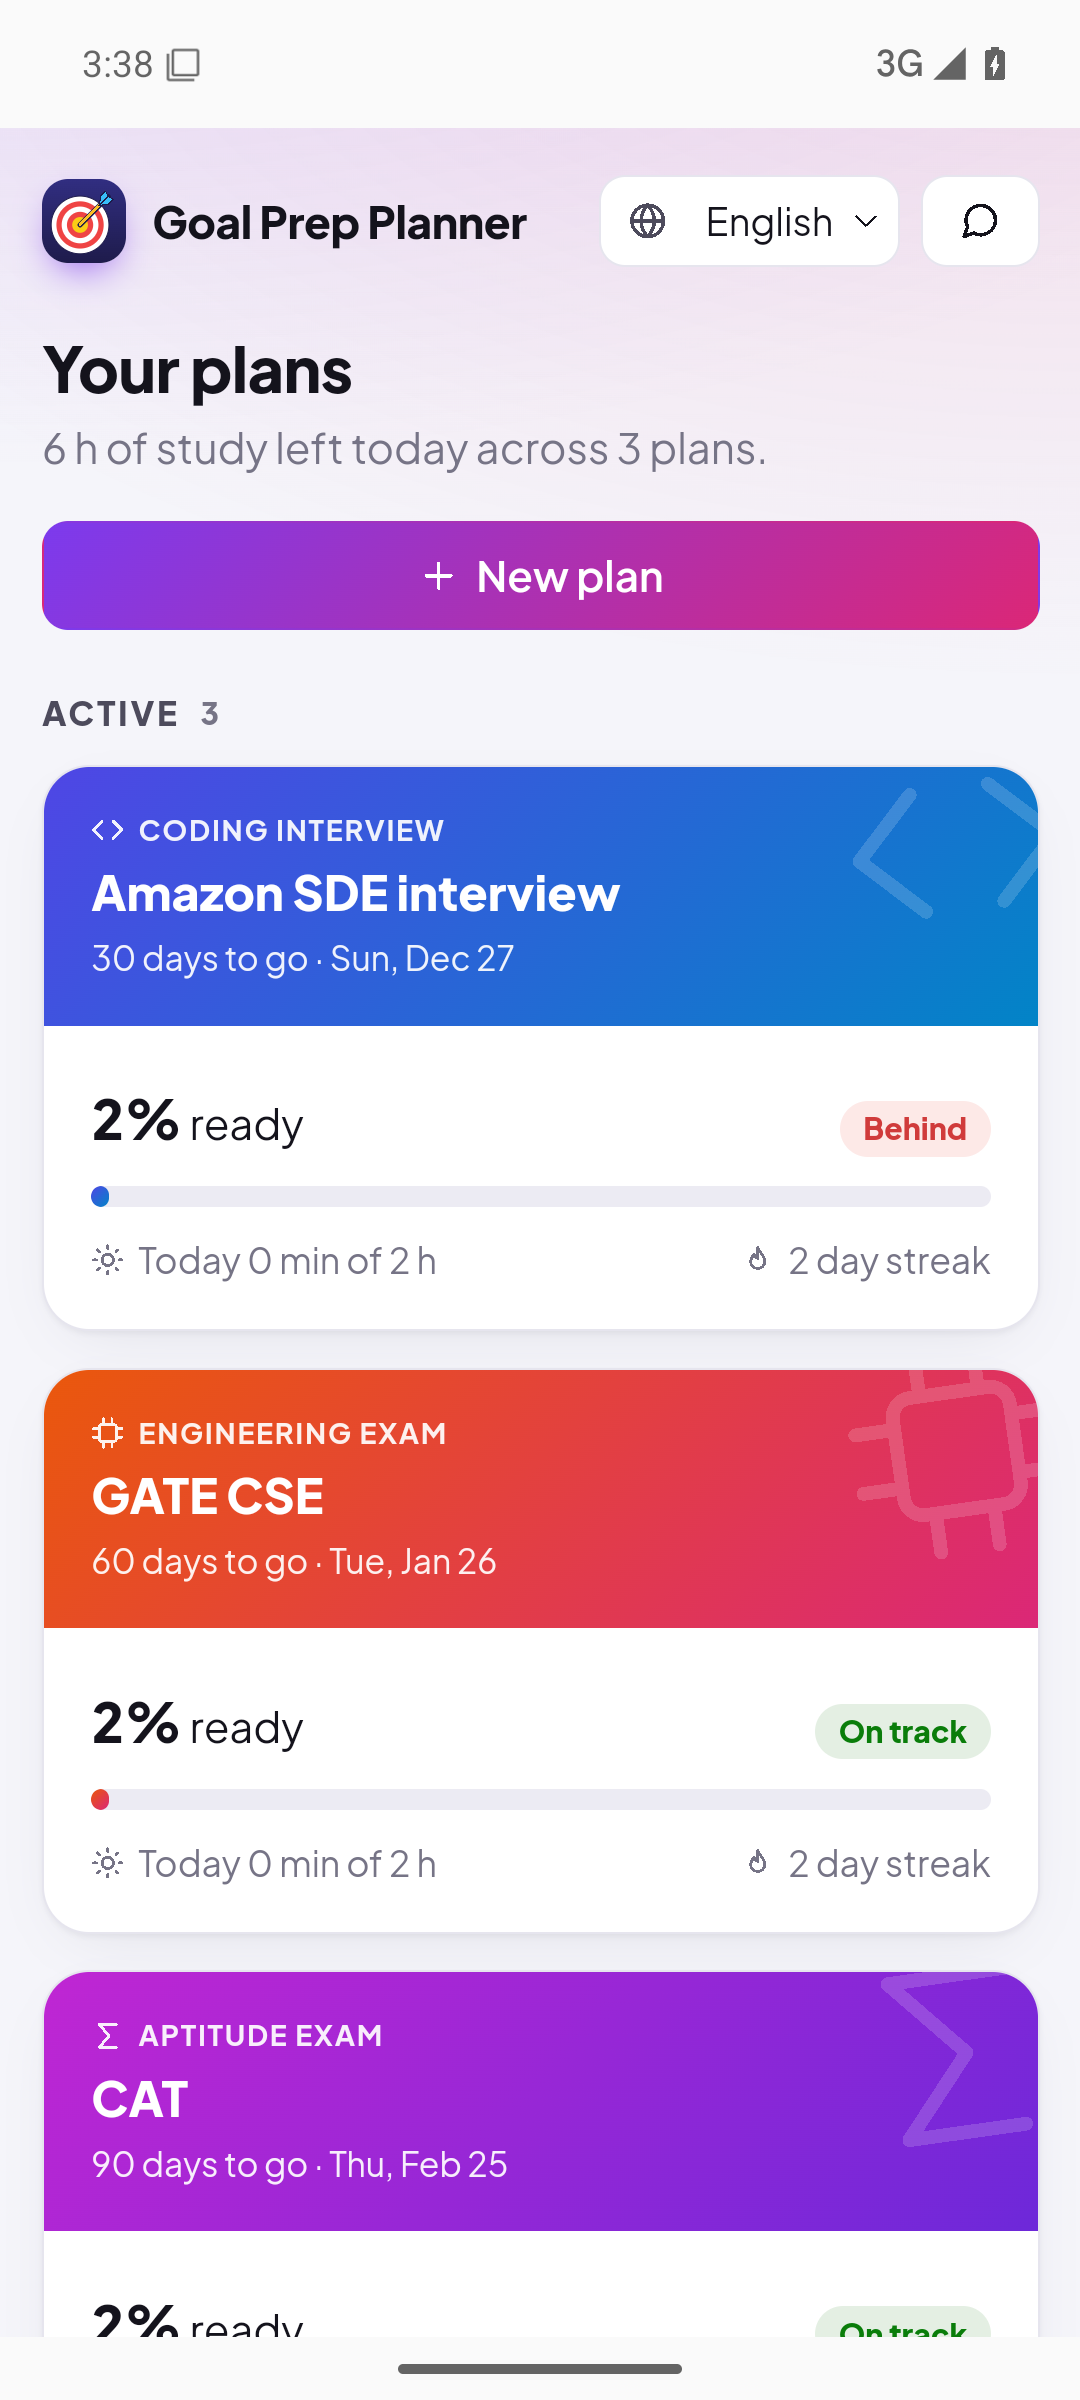 3:38
3G
Goal Prep Planner
English
Your plans
6 h of study left today across 3 plans.
+ New plan
ACTIVE 3
CODING INTERVIEW
Amazon SDE interview
30 days to go · Sun, Dec 27
2% ready
Behind
Today 0 min of 2 h
2 day streak
ENGINEERING EXAM
GATE CSE
60 days to go · Tue, Jan 26
2% ready
On track
Today 0 min of 2 h
2 day streak
APTITUDE EXAM
CAT
90 days to go · Thu, Feb 25
2% ready
On track